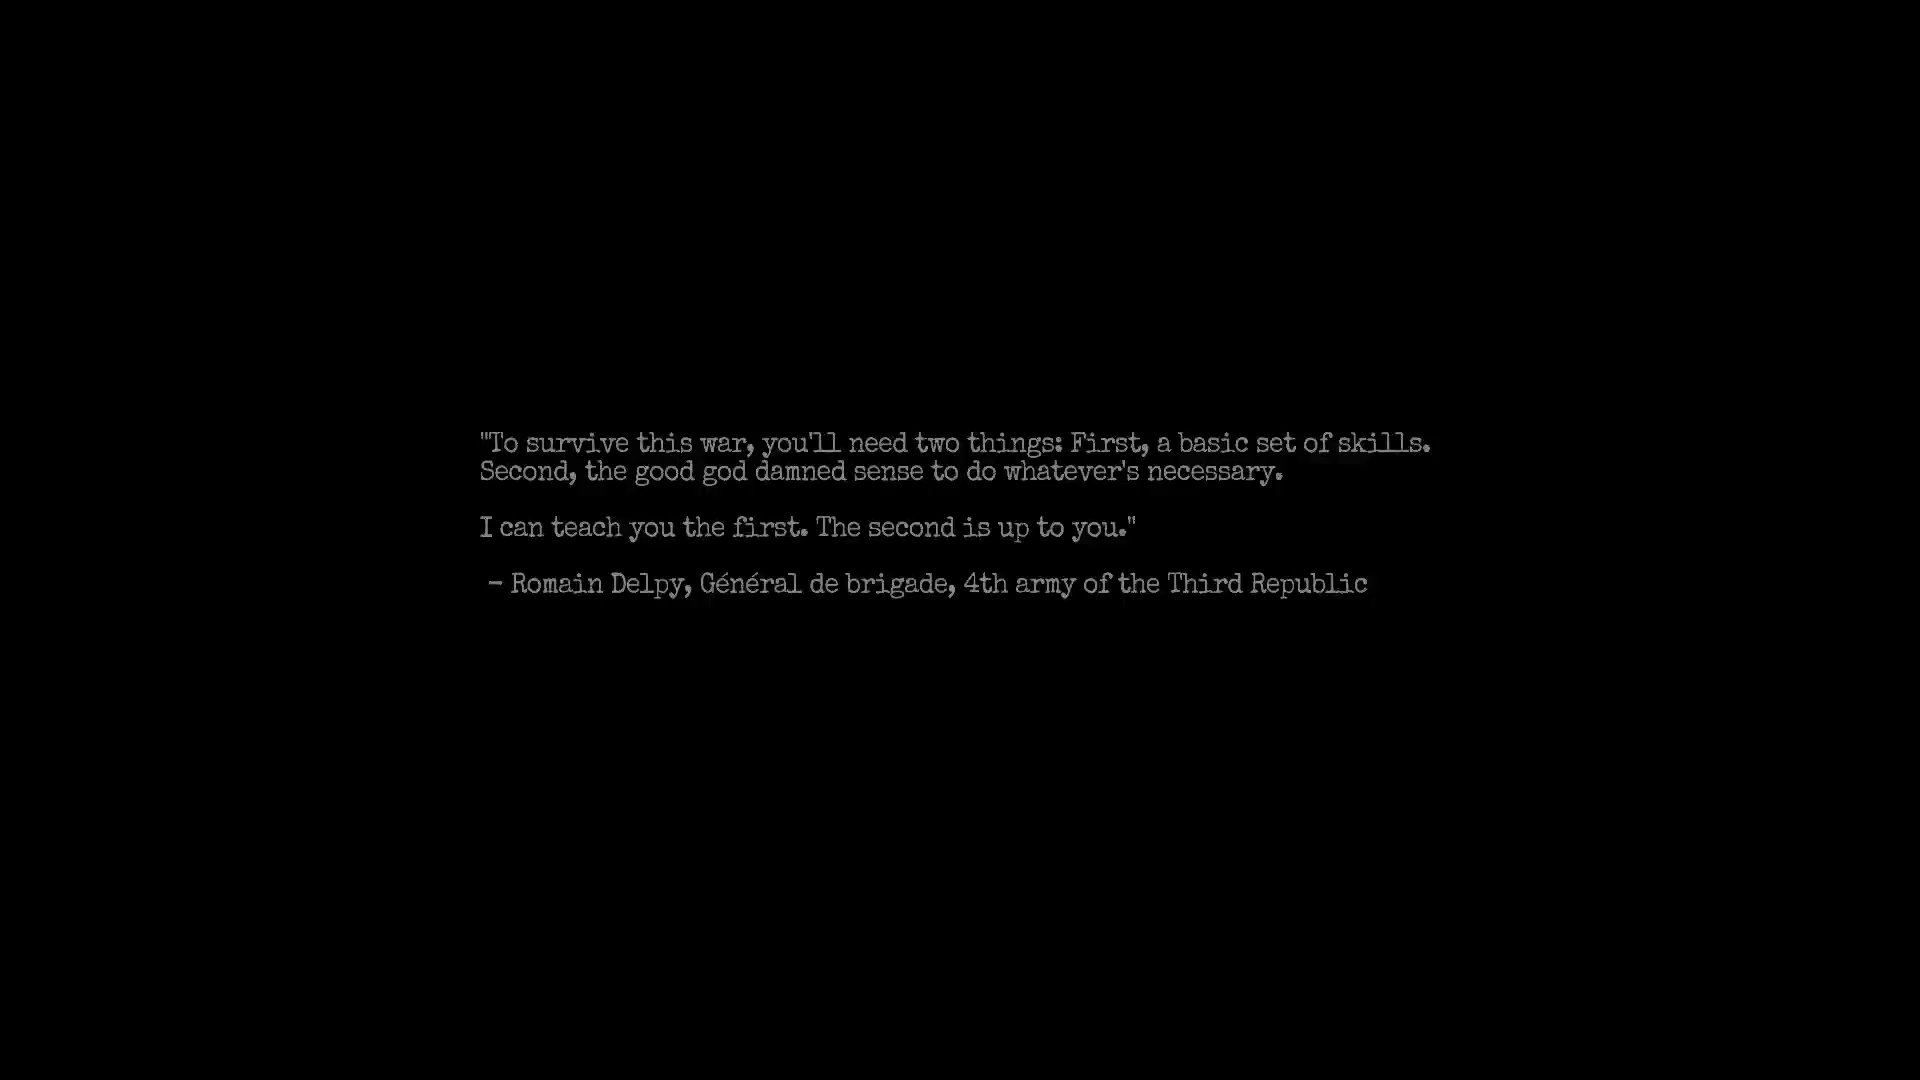 "To survive this war, you'll need two things: First, a basic set of skills.
Second, the good god damned sense to do whatever's necessary.
I can teach you the first. The second is up to you."
- Romain Delpy, Général de brigade, 4th army of the Third Republic